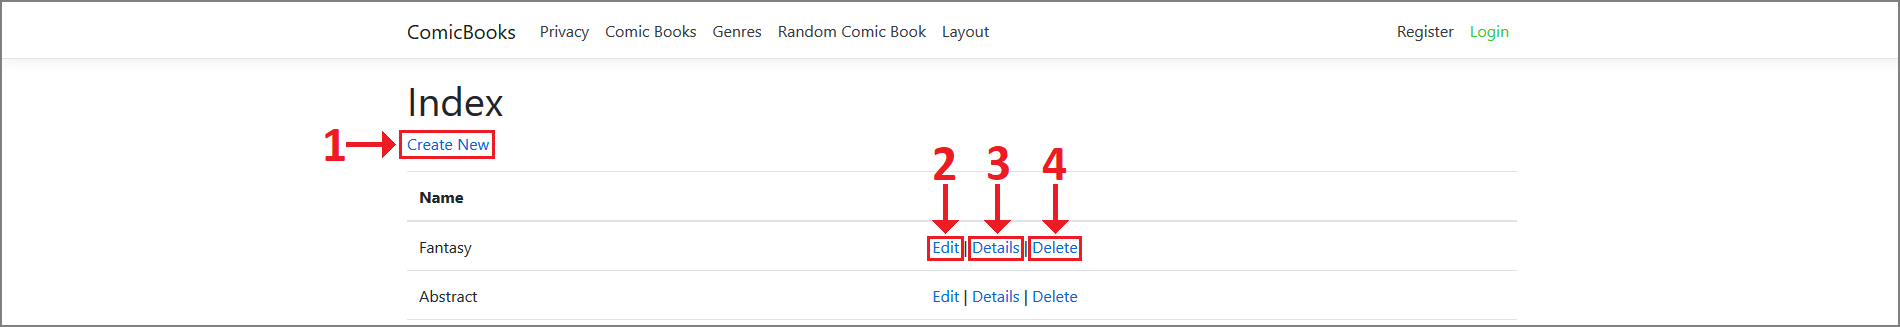 ComicBooks Privacy Comic Books Genres Random Comic Book Layout Register Login
Index
1 Create New
2 3 4
Name
Fantasy Edit | Details | Delete
Abstract Edit | Details | Delete